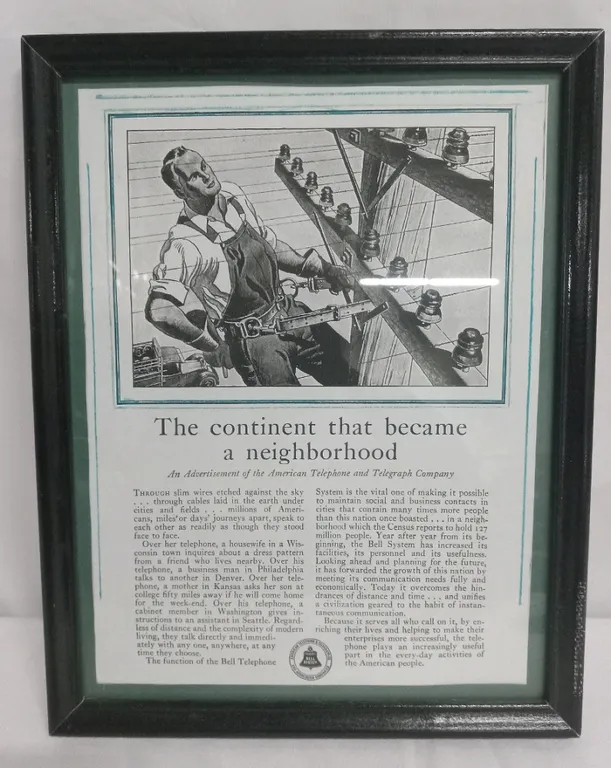 The continent that became
a neighborhood
An Advertisement of the American Telephone and Telegraph Company
THROUGH slim wires etched against the sky
. . . through cables laid in the earth under
cities and fields . . . millions of Ameri-
cans, miles' or days' journeys apart, speak to
each other as readily as though they stood
face to face.
Over her telephone, a housewife in a Wis-
consin town inquires about a dress pattern
from a friend who lives nearby. Over his
telephone, a business man in Philadelphia
talks to another in Denver. Over her tele-
phone, a mother in Kansas asks her son at
college fifty miles away if he will come home
for the week-end. Over his telephone, a
cabinet member in Washington gives in-
structions to an assistant in Seattle. Regard-
less of distance and the complexity of modern
living, they talk directly and immedi-
ately with any one, anywhere, at any
time they choose.
The function of the Bell Telephone
System is the vital one of making it possible
to maintain social and business contacts in
cities that contain many times more people
than this nation once boasted . . . in a neigh-
borhood which the Census reports to hold 127
million people. Year after year from its be-
ginning, the Bell System has increased its
facilities, its personnel and its usefulness.
Looking ahead and planning for the future,
it has forwarded the growth of this nation by
meeting its communication needs fully and
economically. Today it overcomes the hin-
drances of distance and time . . . and unifies
a civilization geared to the habit of instan-
taneous communication.
Because it serves all who call on it, by en-
riching their lives and helping to make their
enterprises more successful, the tele-
phone plays an increasingly useful
part in the every-day activities of
the American people.
BELL
SYSTEM